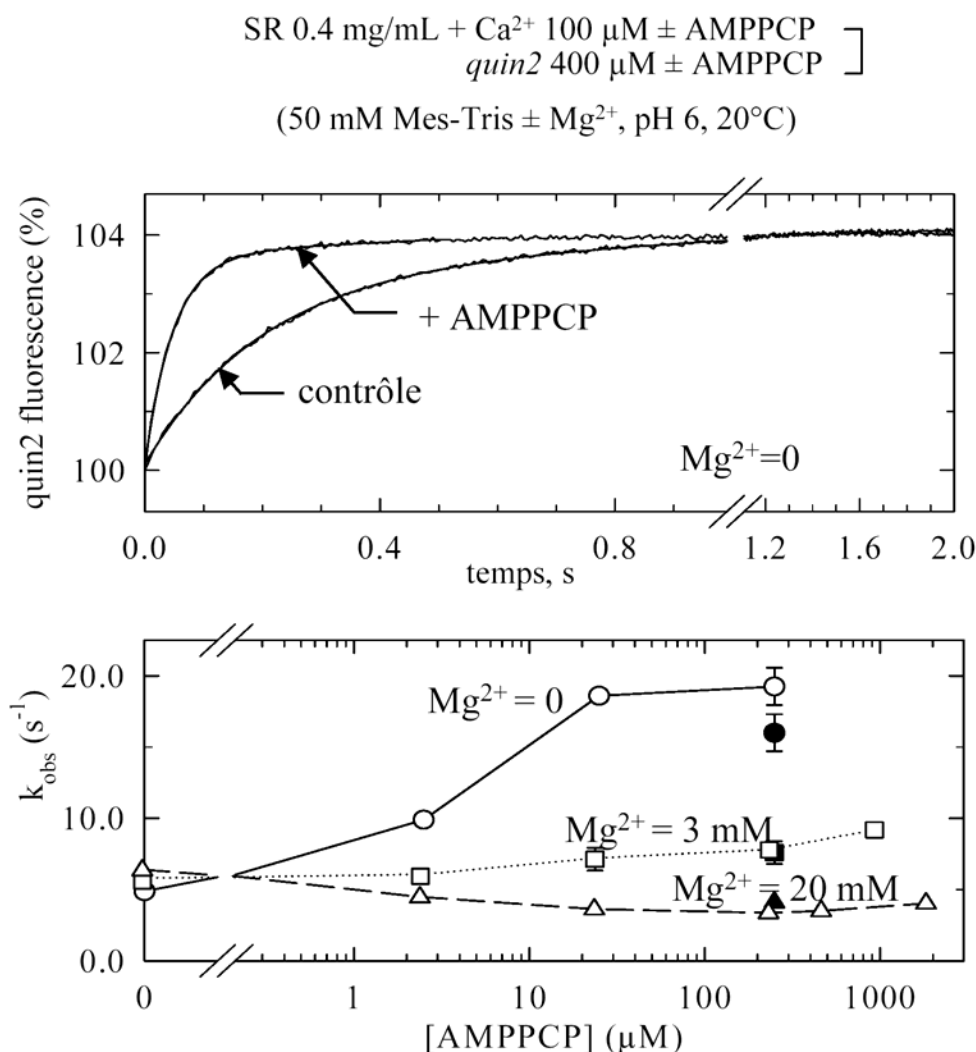 SR 0.4 mg/mL + Ca²⁺ 100 µM ± AMPPCP
quin2 400 µM ± AMPPCP
(50 mM Mes-Tris ± Mg²⁺, pH 6, 20°C)
quin2 fluorescence (%)
104
102
100
+ AMPPCP
contrôle
Mg²⁺=0
0.0 0.4 0.8 1.2 1.6 2.0
temps, s
k_obs (s⁻¹)
20.0
10.0
0.0
Mg²⁺ = 0
Mg²⁺ = 3 mM
Mg²⁺ = 20 mM
0 1 10 100 1000
[AMPPCP] (µM)